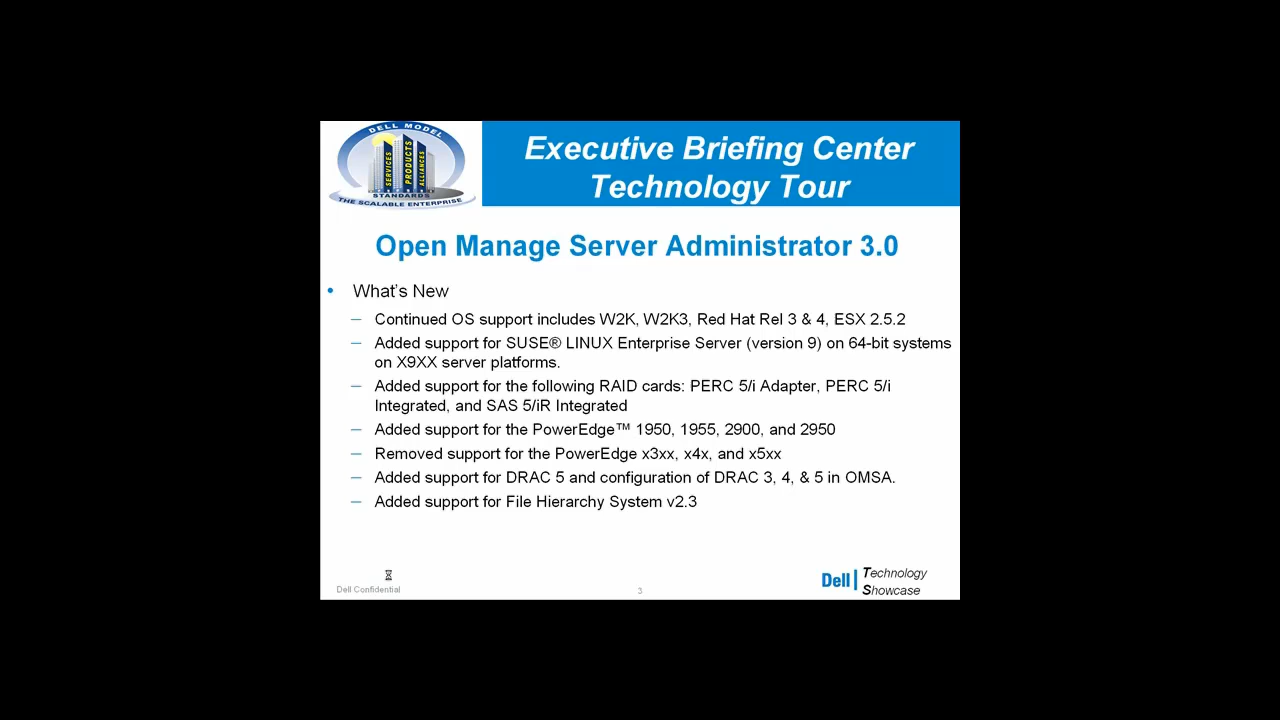 DELL MODEL
SERVICES
PRODUCTS
ALLIANCES
STANDARDS
THE SCALABLE ENTERPRISE
Executive Briefing Center
Technology Tour
Open Manage Server Administrator 3.0
• What's New
– Continued OS support includes W2K, W2K3, Red Hat Rel 3 & 4, ESX 2.5.2
– Added support for SUSE® LINUX Enterprise Server (version 9) on 64-bit systems
on X9XX server platforms.
– Added support for the following RAID cards: PERC 5/i Adapter, PERC 5/i
Integrated, and SAS 5/iR Integrated
– Added support for the PowerEdge™ 1950, 1955, 2900, and 2950
– Removed support for the PowerEdge x3xx, x4x, and x5xx
– Added support for DRAC 5 and configuration of DRAC 3, 4, & 5 in OMSA.
– Added support for File Hierarchy System v2.3
Dell Confidential
3
Dell | Technology
Showcase